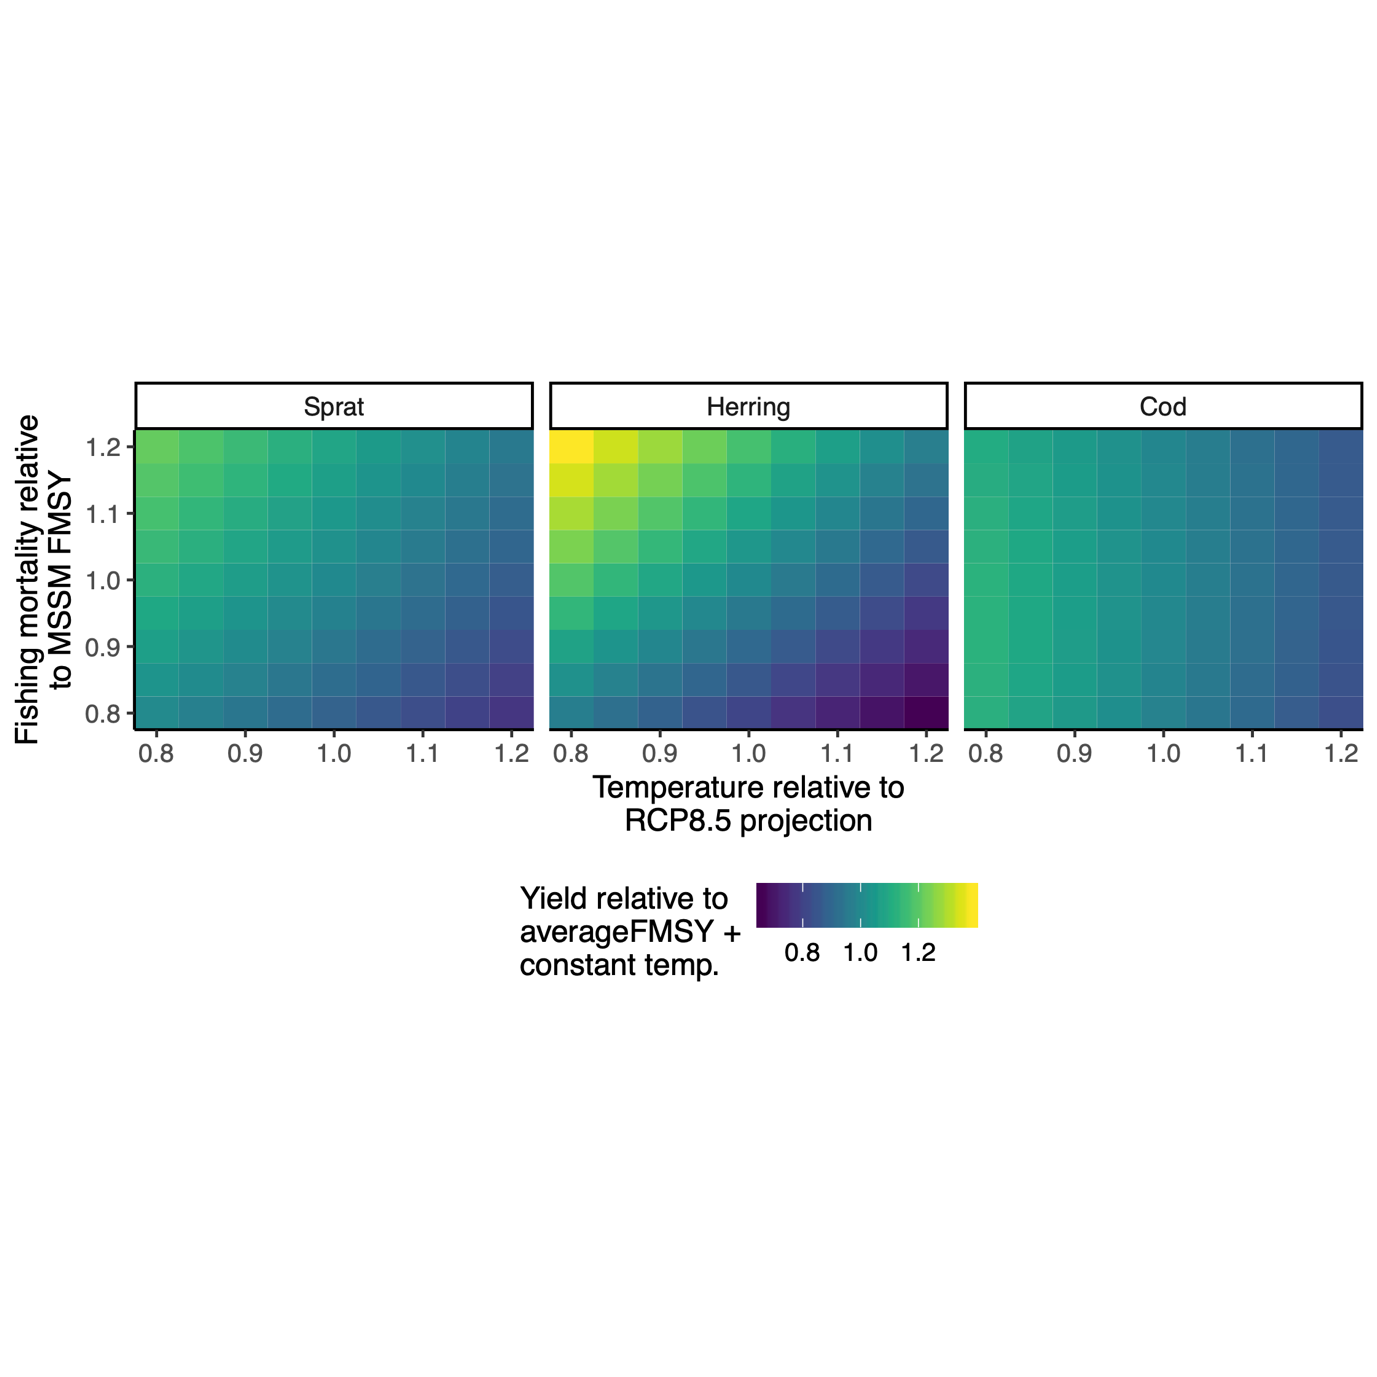 Sprat
Herring
Cod
Fishing mortality relative
to MSSM FMSY
1.2
1.1
1.0
0.9
0.8
0.8 0.9 1.0 1.1 1.2
0.8 0.9 1.0 1.1 1.2
0.8 0.9 1.0 1.1 1.2
Temperature relative to
RCP8.5 projection
Yield relative to
averageFMSY +
constant temp.
0.8 1.0 1.2